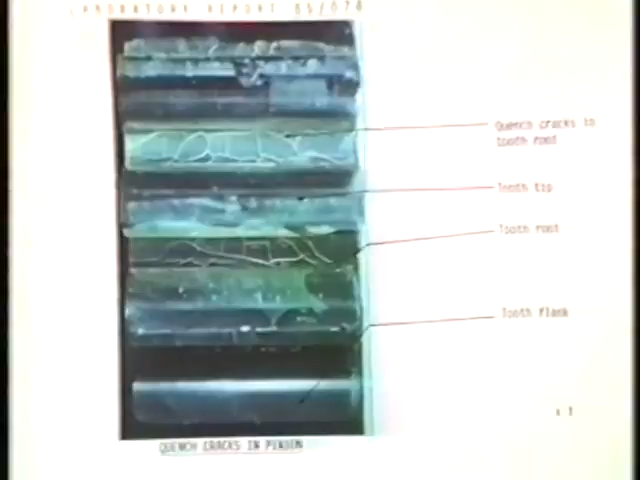 LABORATORY REPORT 85/078
Quench cracks in
tooth root
Tooth tip
Tooth root
Tooth flank
x 1
QUENCH CRACKS IN PINION